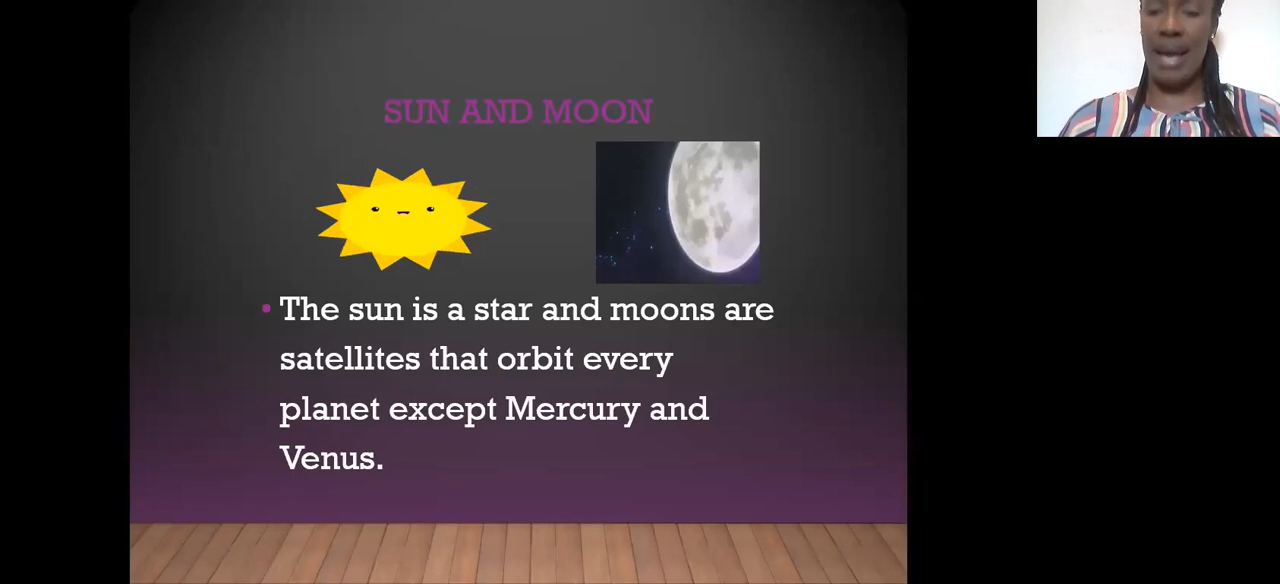 SUN AND MOON
• The sun is a star and moons are
satellites that orbit every
planet except Mercury and
Venus.